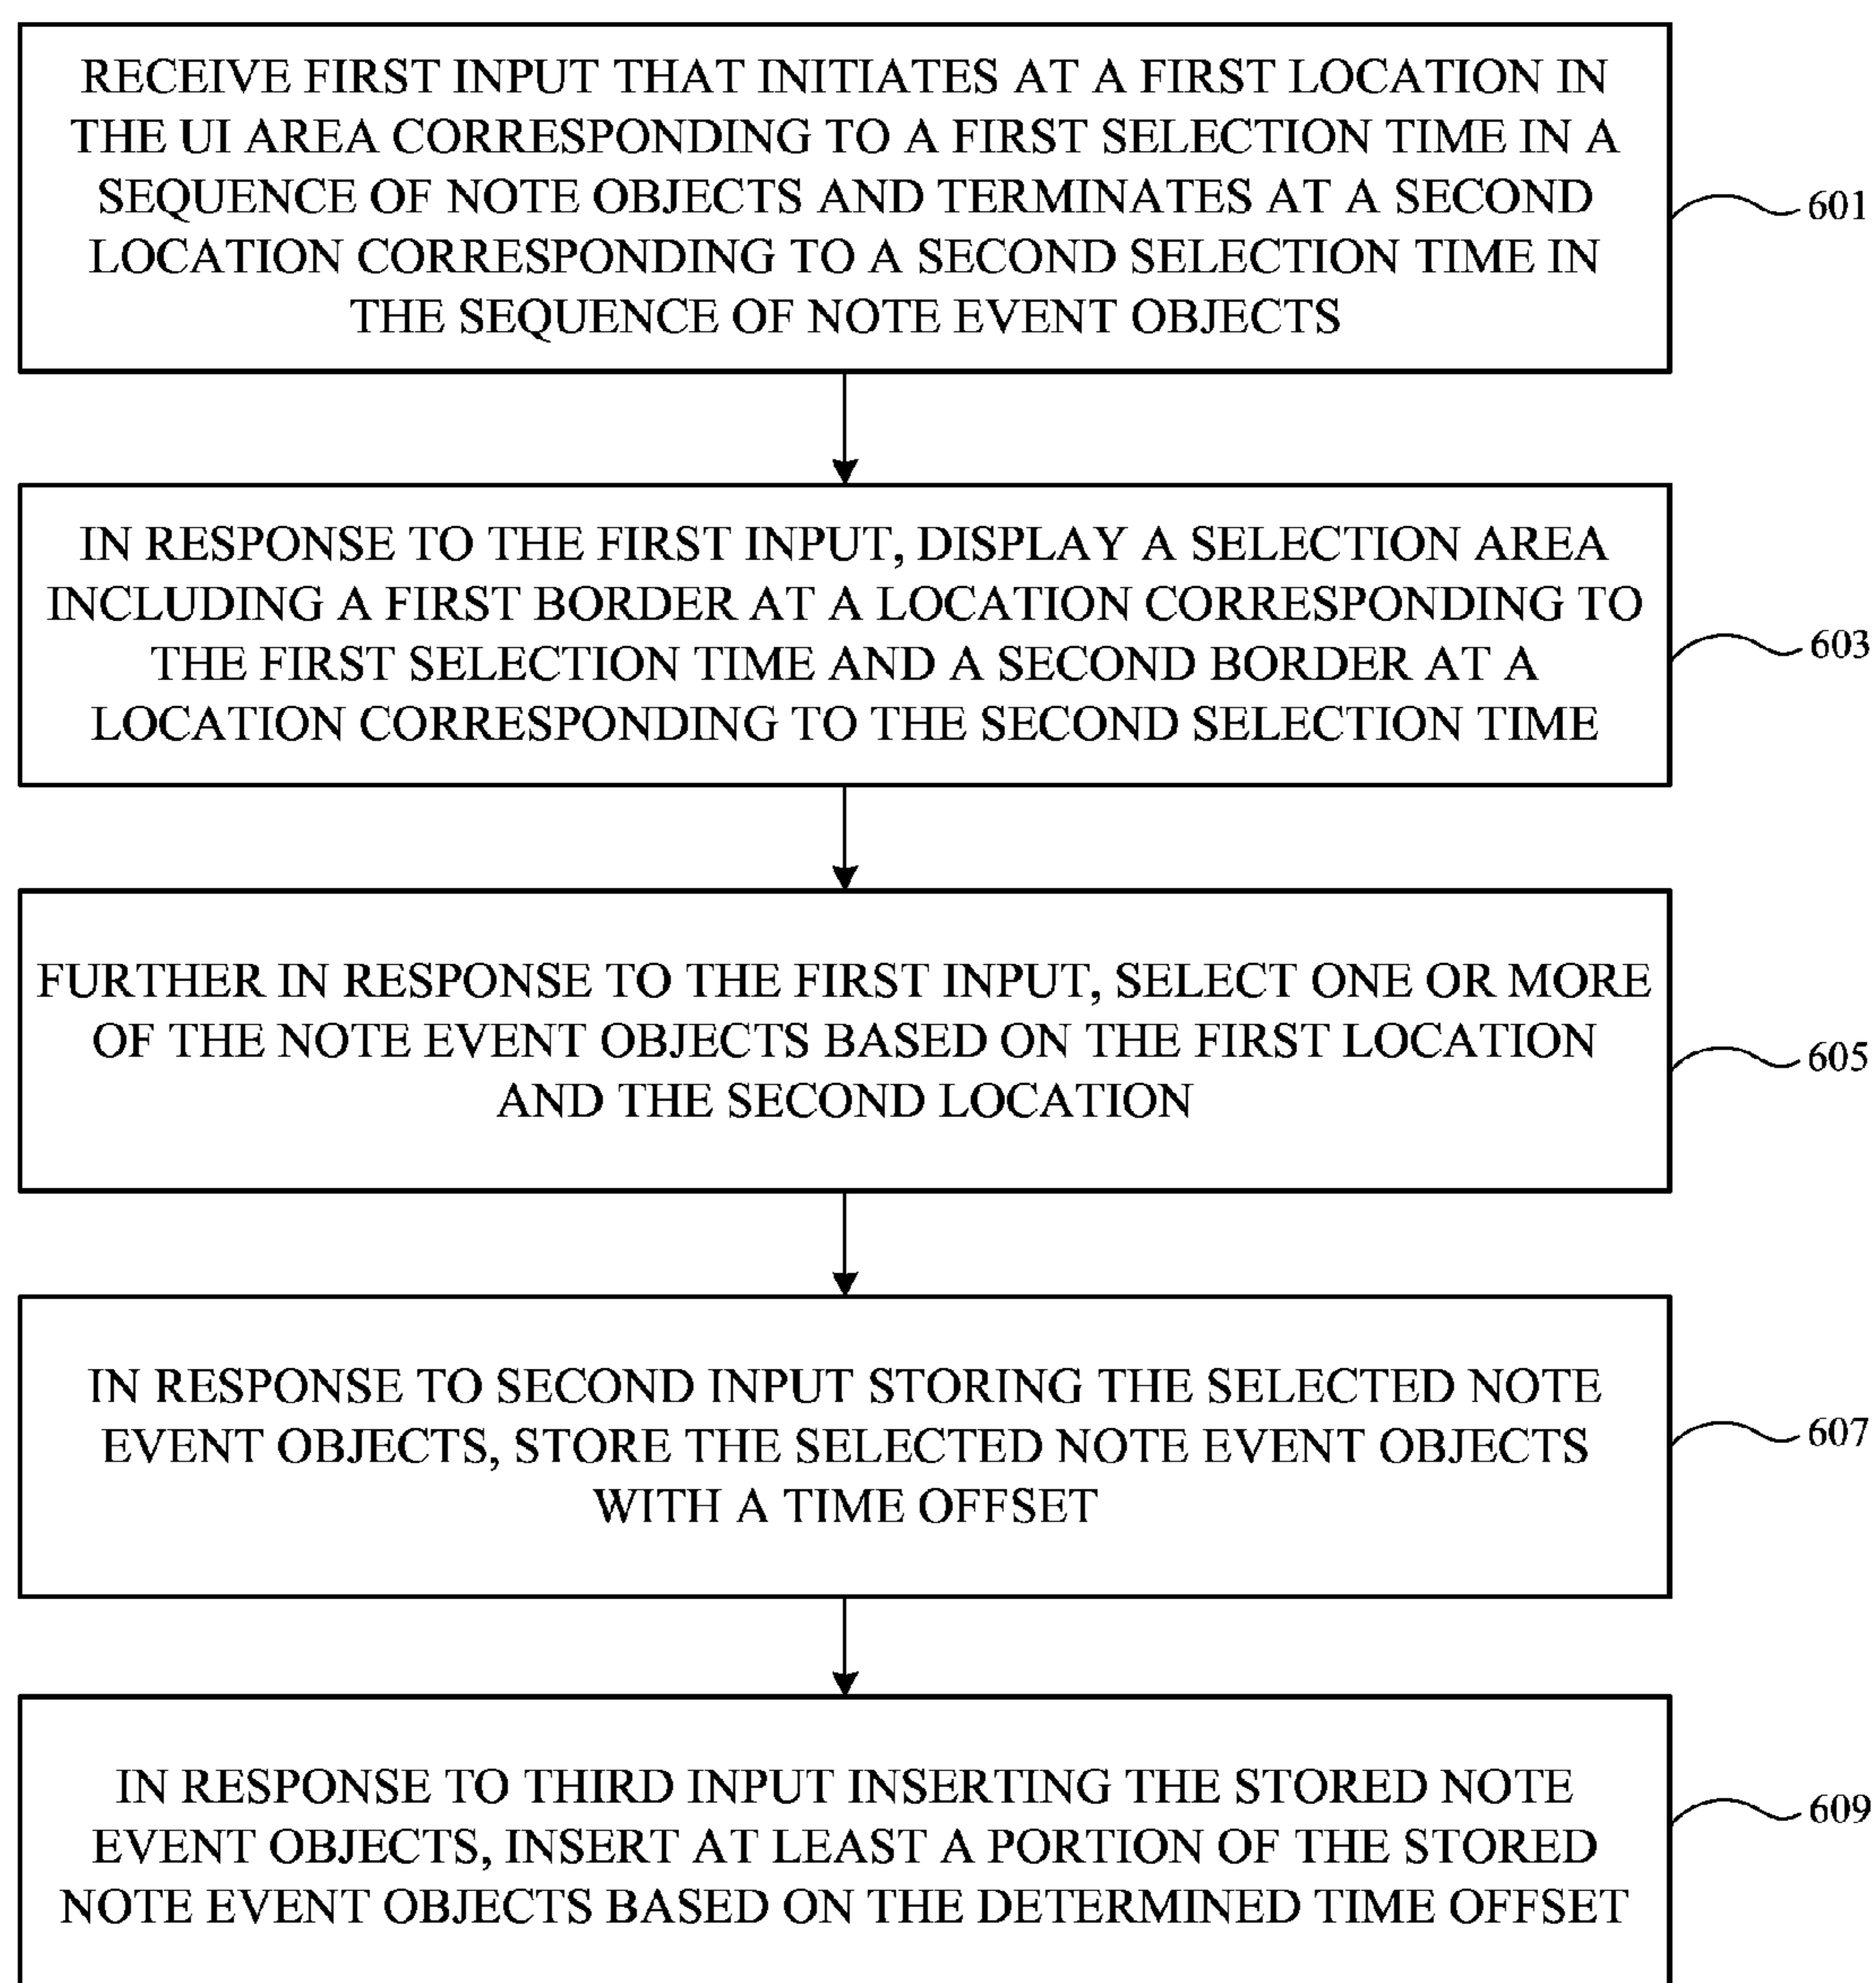 RECEIVE FIRST INPUT THAT INITIATES AT A FIRST LOCATION IN
THE UI AREA CORRESPONDING TO A FIRST SELECTION TIME IN A
SEQUENCE OF NOTE OBJECTS AND TERMINATES AT A SECOND
LOCATION CORRESPONDING TO A SECOND SELECTION TIME IN
THE SEQUENCE OF NOTE EVENT OBJECTS
601
IN RESPONSE TO THE FIRST INPUT, DISPLAY A SELECTION AREA
INCLUDING A FIRST BORDER AT A LOCATION CORRESPONDING TO
THE FIRST SELECTION TIME AND A SECOND BORDER AT A
LOCATION CORRESPONDING TO THE SECOND SELECTION TIME
603
FURTHER IN RESPONSE TO THE FIRST INPUT, SELECT ONE OR MORE
OF THE NOTE EVENT OBJECTS BASED ON THE FIRST LOCATION
AND THE SECOND LOCATION
605
IN RESPONSE TO SECOND INPUT STORING THE SELECTED NOTE
EVENT OBJECTS, STORE THE SELECTED NOTE EVENT OBJECTS
WITH A TIME OFFSET
607
IN RESPONSE TO THIRD INPUT INSERTING THE STORED NOTE
EVENT OBJECTS, INSERT AT LEAST A PORTION OF THE STORED
NOTE EVENT OBJECTS BASED ON THE DETERMINED TIME OFFSET
609